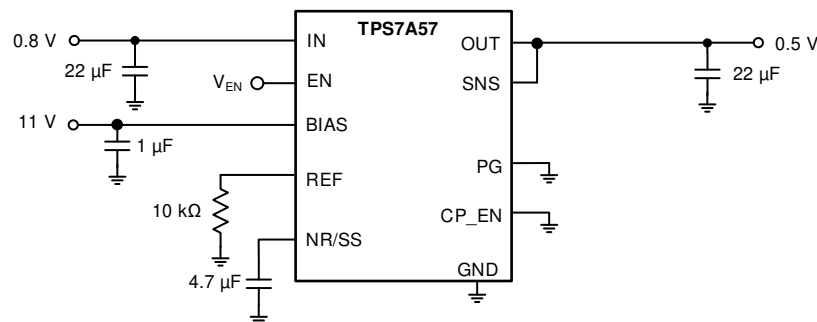 TPS7A57
0.8 V
IN
OUT
0.5 V
22 µF
V_EN
EN
SNS
22 µF
11 V
BIAS
1 µF
REF
PG
10 kΩ
CP_EN
NR/SS
4.7 µF
GND